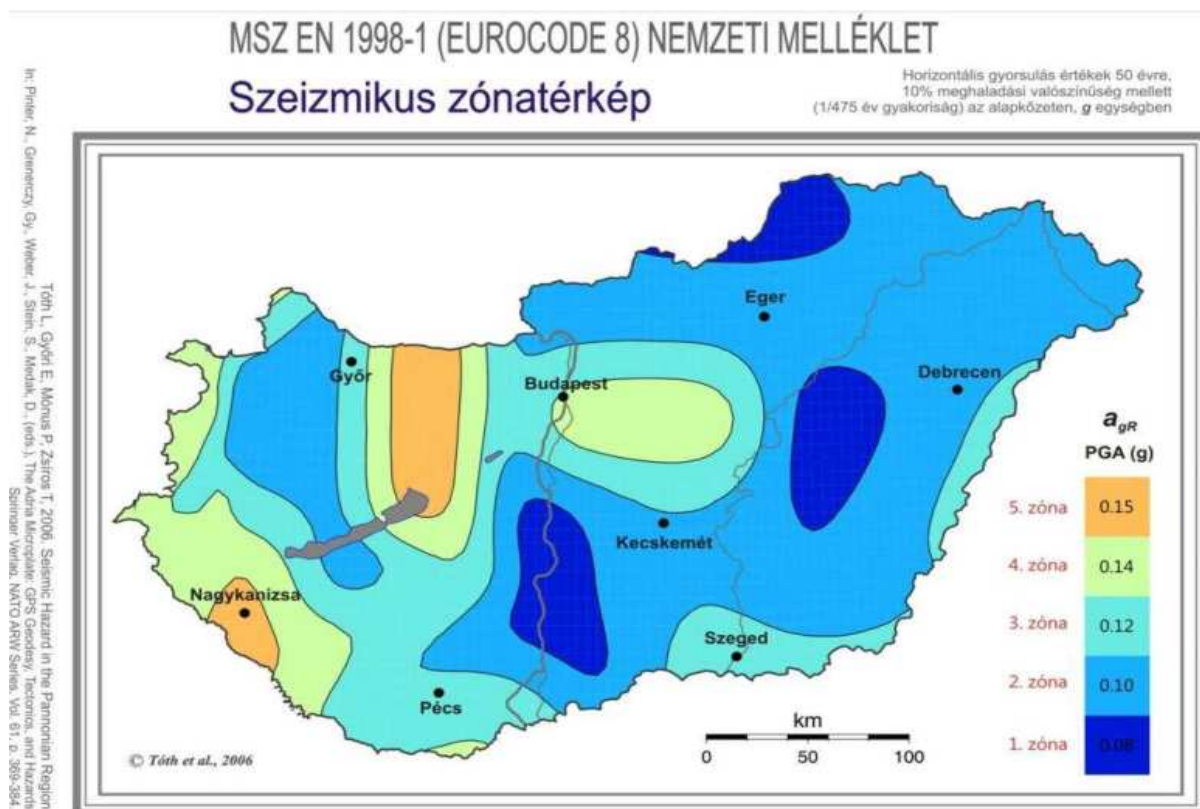 MSZ EN 1998-1 (EUROCODE 8) NEMZETI MELLÉKLET
Szeizmikus zónatérkép
Horizontális gyorsulás értékek 50 évre,
10% meghaladási valószínűség mellett
(1/475 év gyakoriság) az alapkőzeten, g egységben
Tóth L, Győri E, Mónus P, Zsíros T, 2006. Seismic Hazard in the Pannonian Region
In: Pinter, N., Grenerczy, Gy., Weber, J., Stein, S., Medak, D., (eds.), The Adria Microplate: GPS Geodesy, Tectonics, and Hazards
Springer Verlag, NATO ARW Series, Vol. 61, p. 369-384.
Eger
Győr
Budapest
Debrecen
Kecskemét
Nagykanizsa
Szeged
Pécs
agR
PGA (g)
5. zóna 0.15
4. zóna 0.14
3. zóna 0.12
2. zóna 0.10
1. zóna 0.08
km
0 50 100
© Tóth et al., 2006